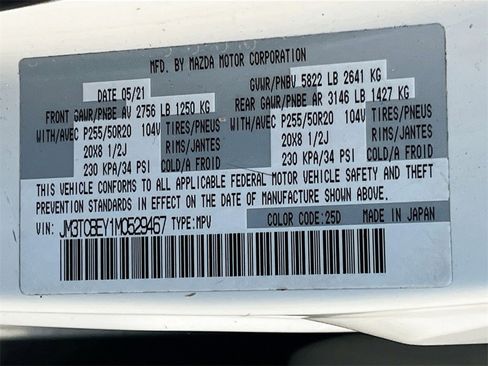 MFD. BY MAZDA MOTOR CORPORATION
DATE 05/21
GVWR/PNBV 5822 LB 2641 KG
FRONT GAWR/PNBE AV 2756 LB 1250 KG
REAR GAWR/PNBE AR 3146 LB 1427 KG
WITH/AVEC P255/50R20 104V TIRES/PNEUS
WITH/AVEC P255/50R20 104V TIRES/PNEUS
20X8 1/2J RIMS/JANTES
20X8 1/2J RIMS/JANTES
230 KPA/34 PSI COLD/A FROID
230 KPA/34 PSI COLD/A FROID
THIS VEHICLE CONFORMS TO ALL APPLICABLE FEDERAL MOTOR VEHICLE SAFETY AND THEFT
PREVENTION STANDARDS IN EFFECT ON THE DATE OF MANUFACTURE SHOWN ABOVE.
VIN: JM3TCBEY1M0529467 TYPE:MPV COLOR CODE:25D MADE IN JAPAN